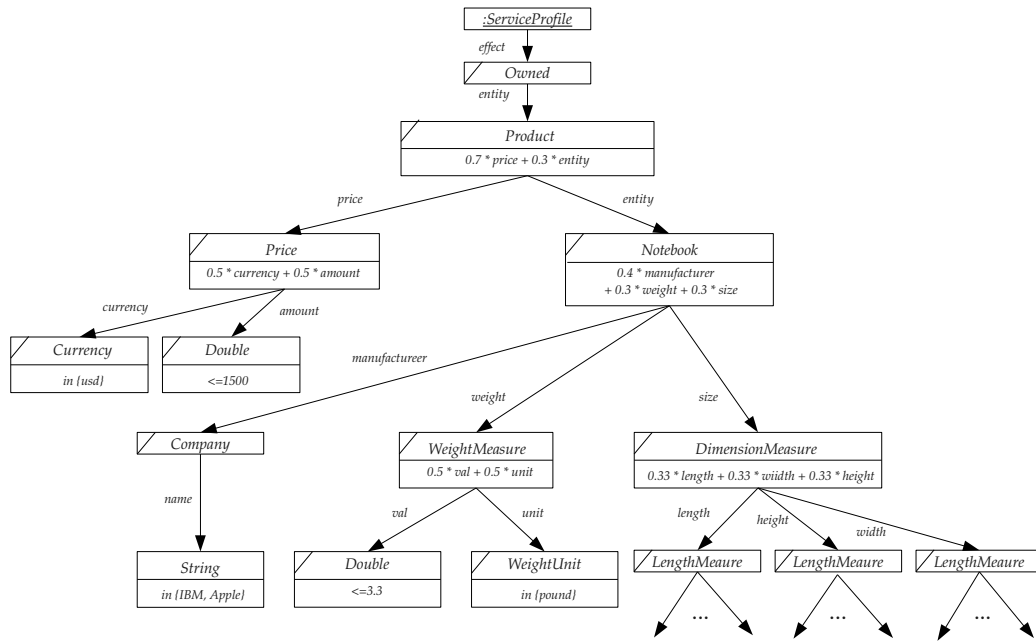 :ServiceProfile
effect
Owned
entity
Product
0.7 * price + 0.3 * entity
price
entity
Price
0.5 * currency + 0.5 * amount
Notebook
0.4 * manufacturer
+ 0.3 * weight + 0.3 * size
currency
amount
Currency
in {usd}
Double
<=1500
manufactureer
weight
size
Company
WeightMeasure
0.5 * val + 0.5 * unit
DimensionMeasure
0.33 * length + 0.33 * wiidth + 0.33 * height
name
val
unit
length
height
width
String
in {IBM, Apple}
Double
<=3.3
WeightUnit
in {pound}
LengthMeaure
LengthMeaure
LengthMeaure
...
...
...